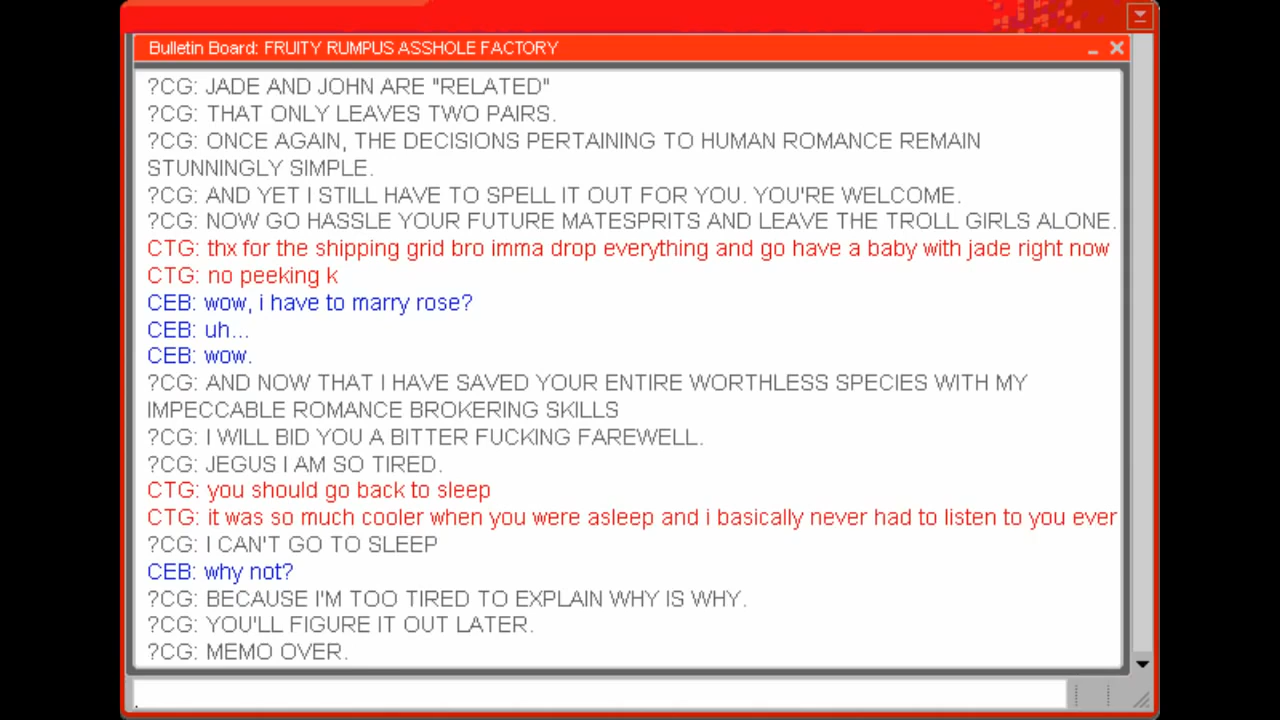 Bulletin Board: FRUITY RUMPUS ASSHOLE FACTORY
?CG: JADE AND JOHN ARE "RELATED"
?CG: THAT ONLY LEAVES TWO PAIRS.
?CG: ONCE AGAIN, THE DECISIONS PERTAINING TO HUMAN ROMANCE REMAIN
STUNNINGLY SIMPLE.
?CG: AND YET I STILL HAVE TO SPELL IT OUT FOR YOU. YOU'RE WELCOME.
?CG: NOW GO HASSLE YOUR FUTURE MATESPRITS AND LEAVE THE TROLL GIRLS ALONE.
CTG: thx for the shipping grid bro imma drop everything and go have a baby with jade right now
CTG: no peeking k
CEB: wow, i have to marry rose?
CEB: uh...
CEB: wow.
?CG: AND NOW THAT I HAVE SAVED YOUR ENTIRE WORTHLESS SPECIES WITH MY
IMPECCABLE ROMANCE BROKERING SKILLS
?CG: I WILL BID YOU A BITTER FUCKING FAREWELL.
?CG: JEGUS I AM SO TIRED.
CTG: you should go back to sleep
CTG: it was so much cooler when you were asleep and i basically never had to listen to you ever
?CG: I CAN'T GO TO SLEEP
CEB: why not?
?CG: BECAUSE I'M TOO TIRED TO EXPLAIN WHY IS WHY.
?CG: YOU'LL FIGURE IT OUT LATER.
?CG: MEMO OVER.